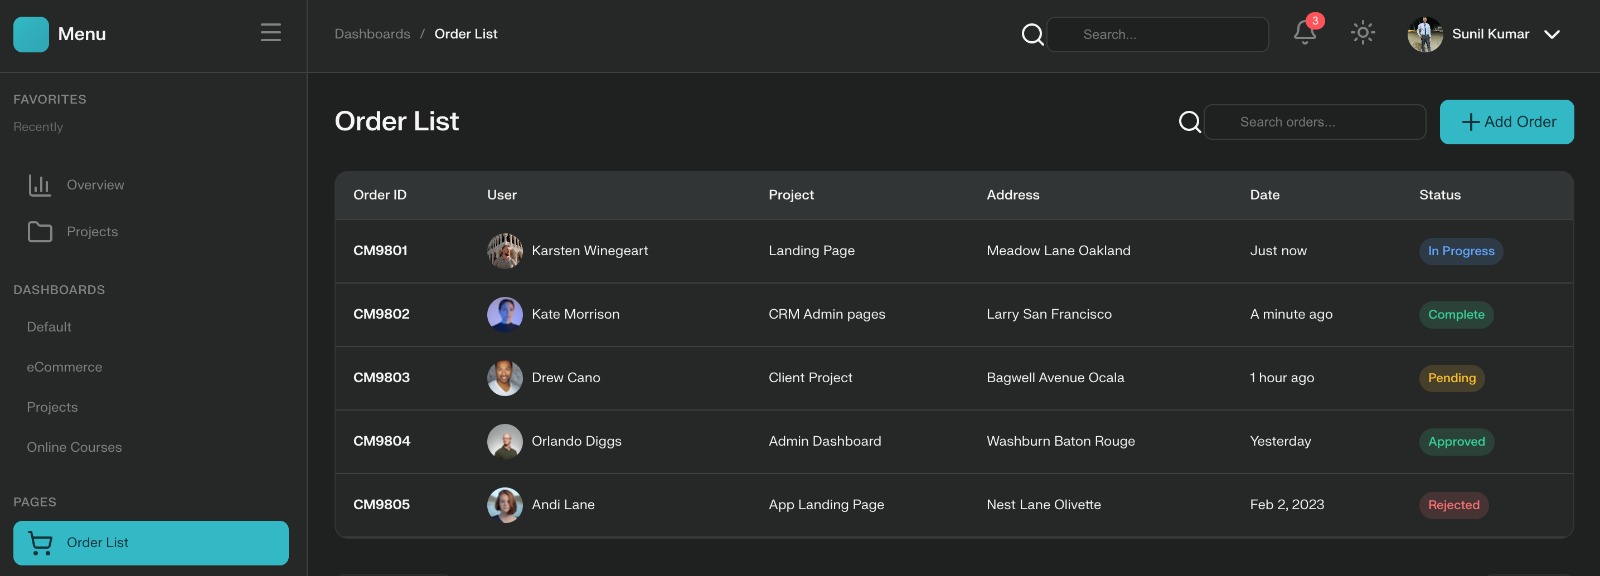 Menu
Dashboards / Order List
Search...
3
Sunil Kumar
FAVORITES
Recently
Overview
Projects
DASHBOARDS
Default
eCommerce
Projects
Online Courses
PAGES
Order List
Order List
Search orders...
Add Order
Order ID User Project Address Date Status
CM9801 Karsten Winegeart Landing Page Meadow Lane Oakland Just now In Progress
CM9802 Kate Morrison CRM Admin pages Larry San Francisco A minute ago Complete
CM9803 Drew Cano Client Project Bagwell Avenue Ocala 1 hour ago Pending
CM9804 Orlando Diggs Admin Dashboard Washburn Baton Rouge Yesterday Approved
CM9805 Andi Lane App Landing Page Nest Lane Olivette Feb 2, 2023 Rejected